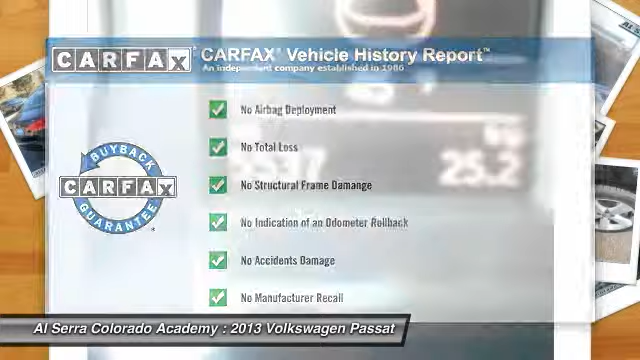 CARFAX CARFAX® Vehicle History Report™
An independent company established in 1986
No Airbag Deployment
No Total Loss
No Structural Frame Damange
No Indication of an Odometer Rollback
No Accidents Damage
No Manufacturer Recall
BUYBACK
CARFAX
GUARANTEE
25.2
Al Serra Colorado Academy : 2013 Volkswagen Passat